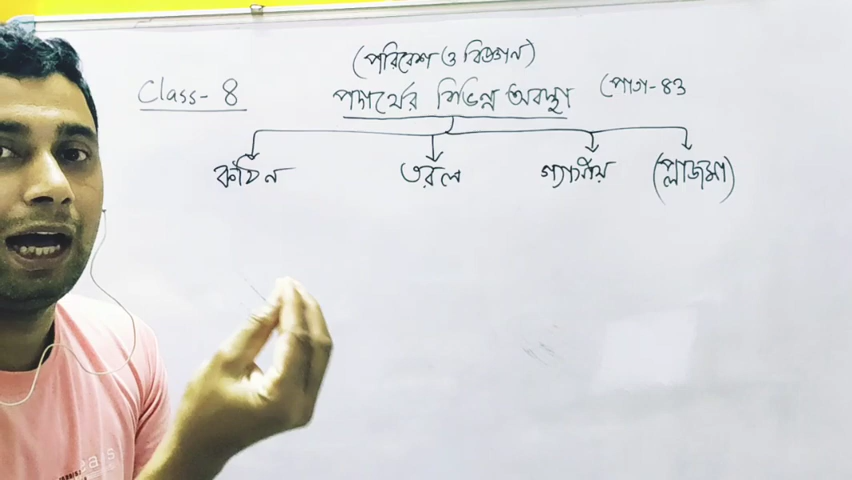 (পরিবেশ ও বিজ্ঞান)
Class- 8 পদার্থের বিভিন্ন অবস্থা (পাতা-৪৩
কঠিন তরল গ্যাসীয় (প্লাজমা)